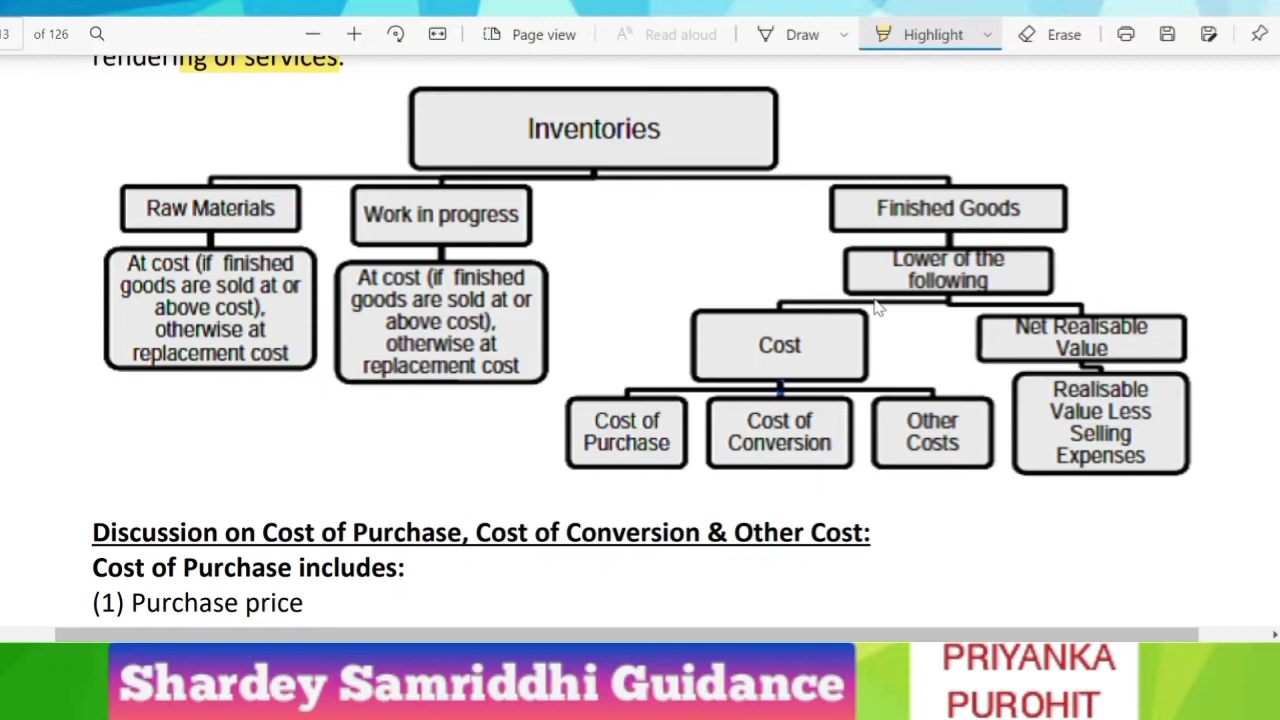 13
of 126
Page view
Read aloud
Draw
Highlight
Erase
rendering of services.
Inventories
Raw Materials
At cost (if finished
goods are sold at or
above cost),
otherwise at
replacement cost
Work in progress
At cost (if finished
goods are sold at or
above cost),
otherwise at
replacement cost
Finished Goods
Lower of the
following
Cost
Net Realisable
Value
Cost of
Purchase
Cost of
Conversion
Other
Costs
Realisable
Value Less
Selling
Expenses
Discussion on Cost of Purchase, Cost of Conversion & Other Cost:
Cost of Purchase includes:
(1) Purchase price
Shardey Samriddhi Guidance
PRIYANKA
PUROHIT